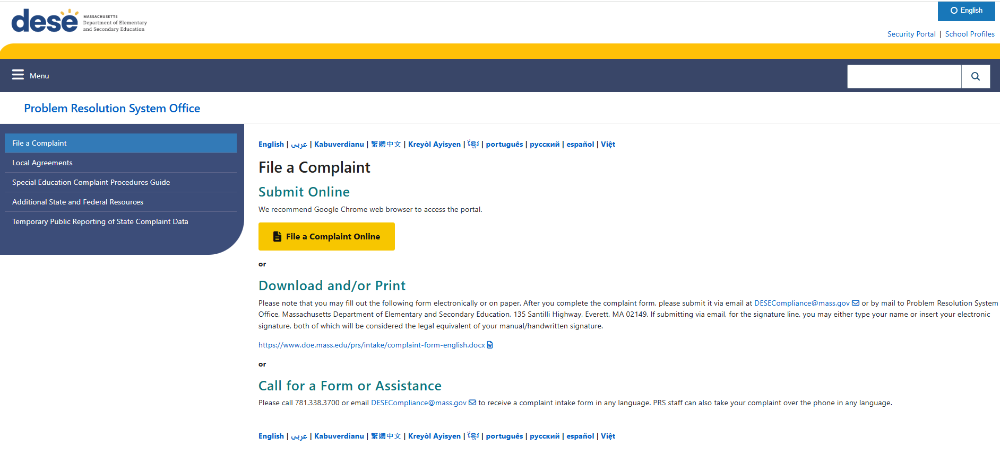 dese
MASSACHUSETTS
Department of Elementary
and Secondary Education
English
Security Portal | School Profiles
Menu
Problem Resolution System Office
File a Complaint
Local Agreements
Special Education Complaint Procedures Guide
Additional State and Federal Resources
Temporary Public Reporting of State Complaint Data
English | عربى | Kabuverdianu | 繁體中文 | Kreyòl Ayisyen | ខ្មែរ | português | русский | español | Việt
File a Complaint
Submit Online
We recommend Google Chrome web browser to access the portal.
File a Complaint Online
or
Download and/or Print
Please note that you may fill out the following form electronically or on paper. After you complete the complaint form, please submit it via email at DESECompliance@mass.gov or by mail to Problem Resolution System
Office, Massachusetts Department of Elementary and Secondary Education, 135 Santilli Highway, Everett, MA 02149. If submitting via email, for the signature line, you may either type your name or insert your electronic
signature, both of which will be considered the legal equivalent of your manual/handwritten signature.
https://www.doe.mass.edu/prs/intake/complaint-form-english.docx
or
Call for a Form or Assistance
Please call 781.338.3700 or email DESECompliance@mass.gov to receive a complaint intake form in any language. PRS staff can also take your complaint over the phone in any language.
English | عربى | Kabuverdianu | 繁體中文 | Kreyòl Ayisyen | ខ្មែរ | português | русский | español | Việt